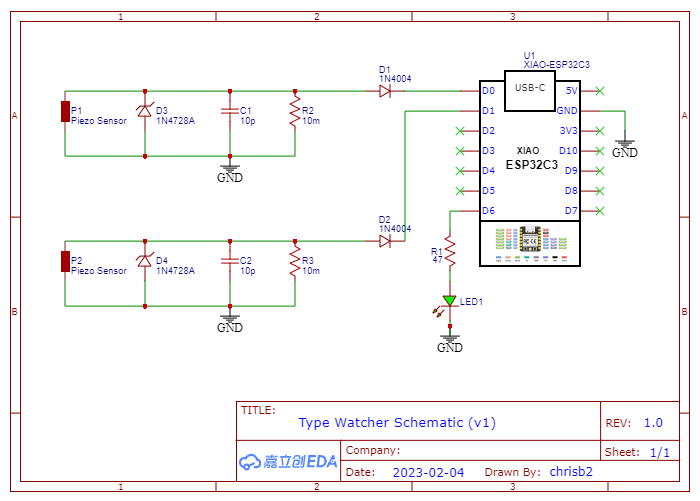 1 2 3
A
B
A
B
1 2 3
P1
Piezo Sensor
D3
1N4728A
C1
10p
R2
10m
D1
1N4004
GND
U1
XIAO-ESP32C3
USB-C
D0
D1
D2
D3
D4
D5
D6
5V
GND
3V3
D10
D9
D8
D7
XIAO
ESP32C3
GND
P2
Piezo Sensor
D4
1N4728A
C2
10p
R3
10m
D2
1N4004
GND
R1
47
LED1
GND
TITLE:
Type Watcher Schematic (v1)
REV: 1.0
嘉立创EDA
Company:
Sheet: 1/1
Date: 2023-02-04 Drawn By: chrisb2